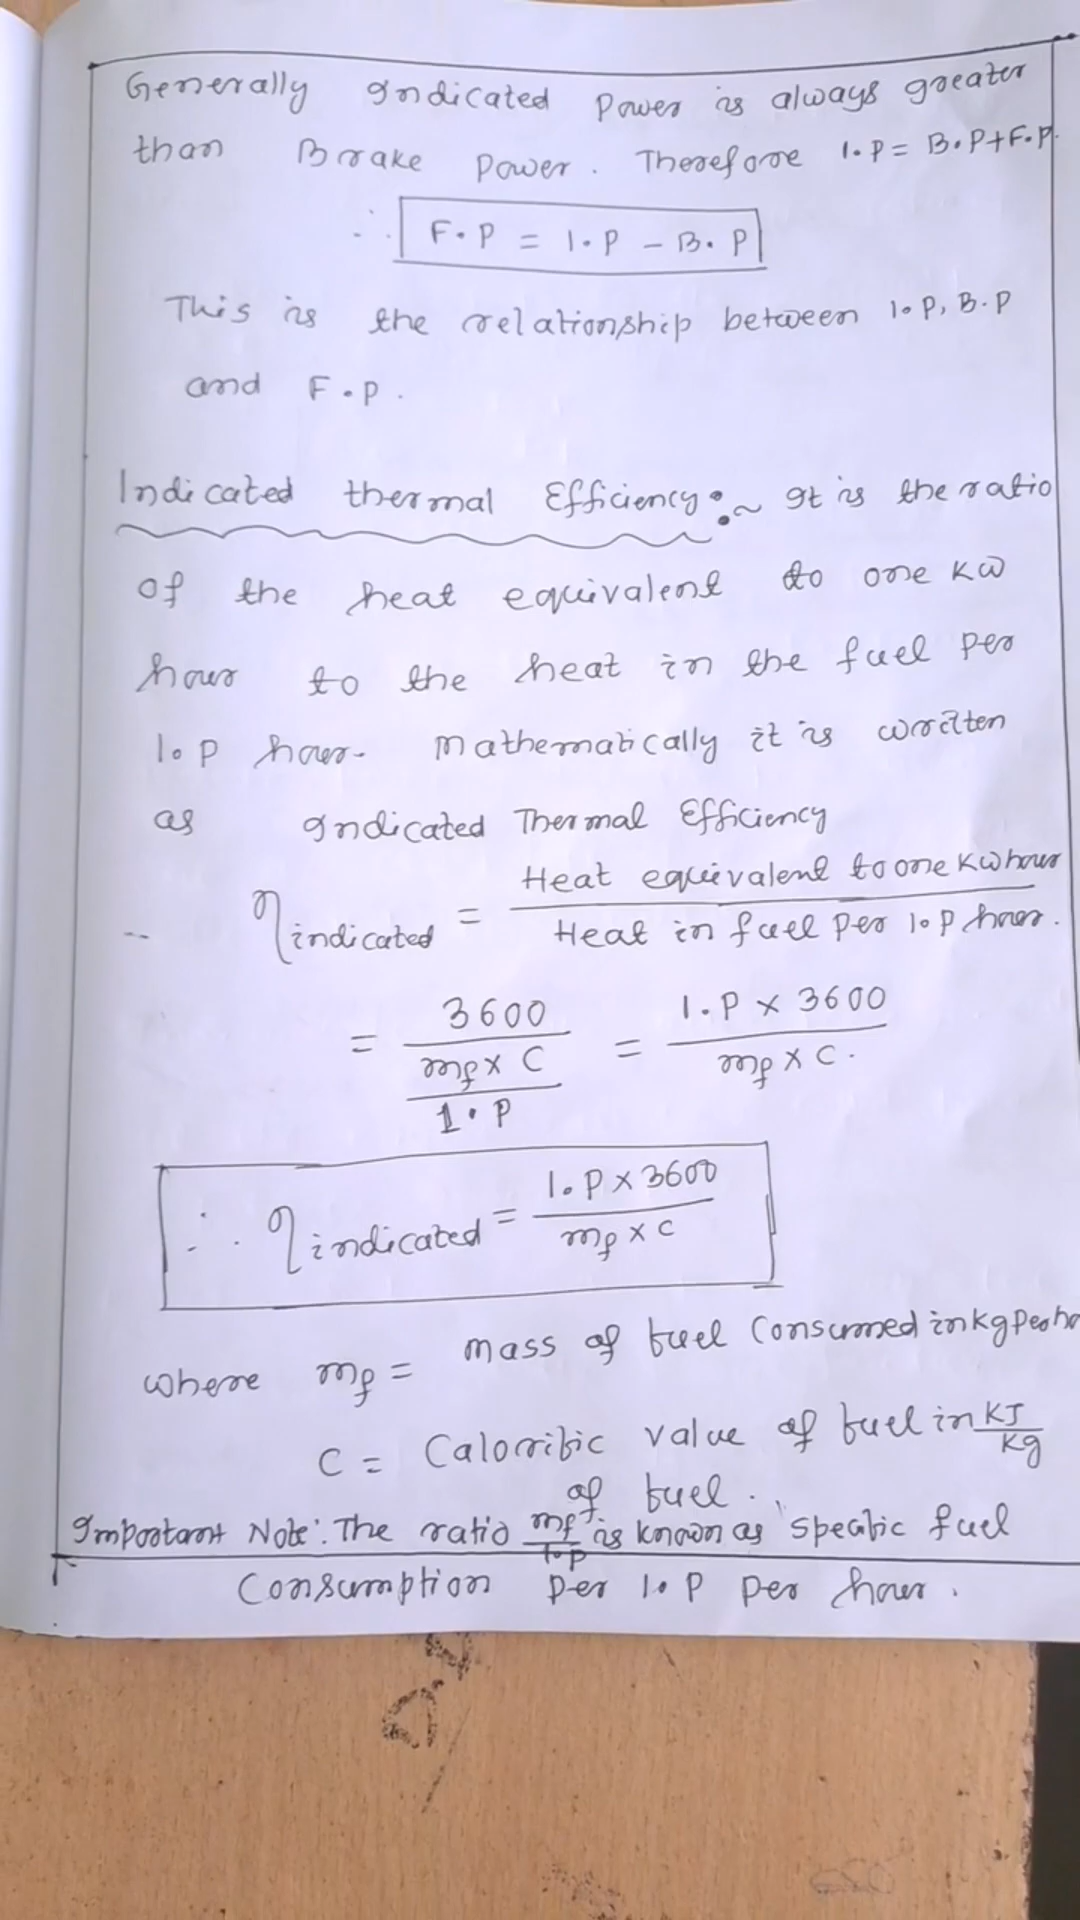 Generally Indicated Power is always greater
than Brake Power. Therefore I.P = B.P+F.P.
∴ F.P = I.P - B.P
This is the relationship between I.P, B.P
and F.P.
Indicated thermal Efficiency:~ It is the ratio
of the heat equivalent to one KW
hour to the heat in the fuel per
I.P hour. Mathematically it is written
as Indicated Thermal Efficiency
η indicated = Heat equivalent to one KW hour / Heat in fuel per I.P hour.
= 3600 / (mf x C / I.P) = I.P x 3600 / mf x C.
∴ η indicated = I.P x 3600 / mf x C
where mf = mass of fuel Consumed in kg per ho
C = Calorific value of fuel in KJ/Kg
of fuel.
Important Note: The ratio mf/I.P is known as "specific fuel
Consumption per I.P per hour.